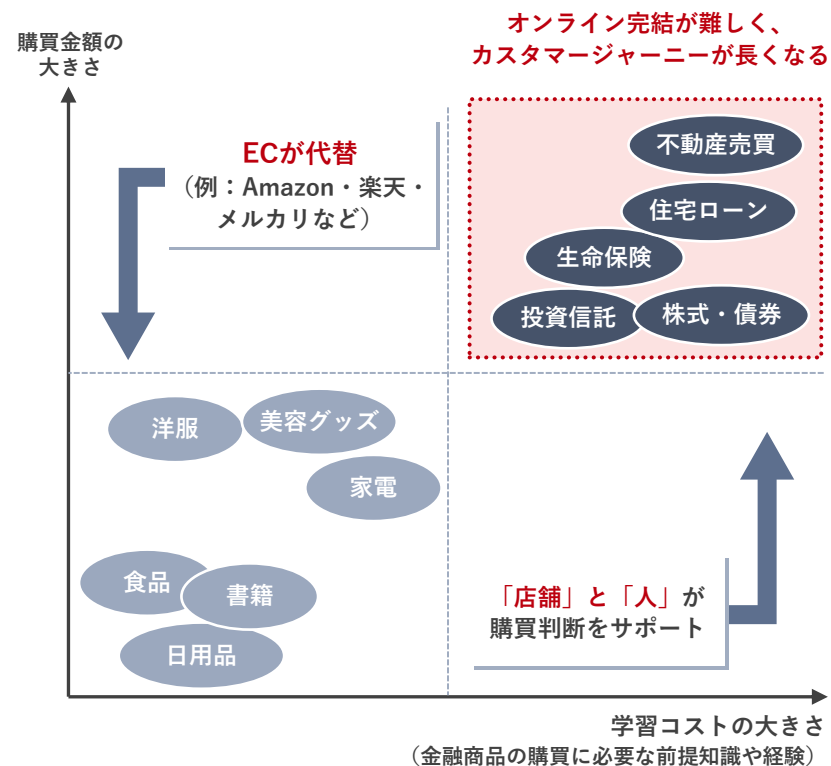 オンライン完結が難しく、
カスタマージャーニーが長くなる
購買金額の
大きさ
ECが代替
（例：Amazon・楽天・
メルカリなど）
不動産売買
住宅ローン
生命保険
投資信託
株式・債券
洋服
美容グッズ
家電
食品
書籍
日用品
「店舗」と「人」が
購買判断をサポート
学習コストの大きさ
（金融商品の購買に必要な前提知識や経験）